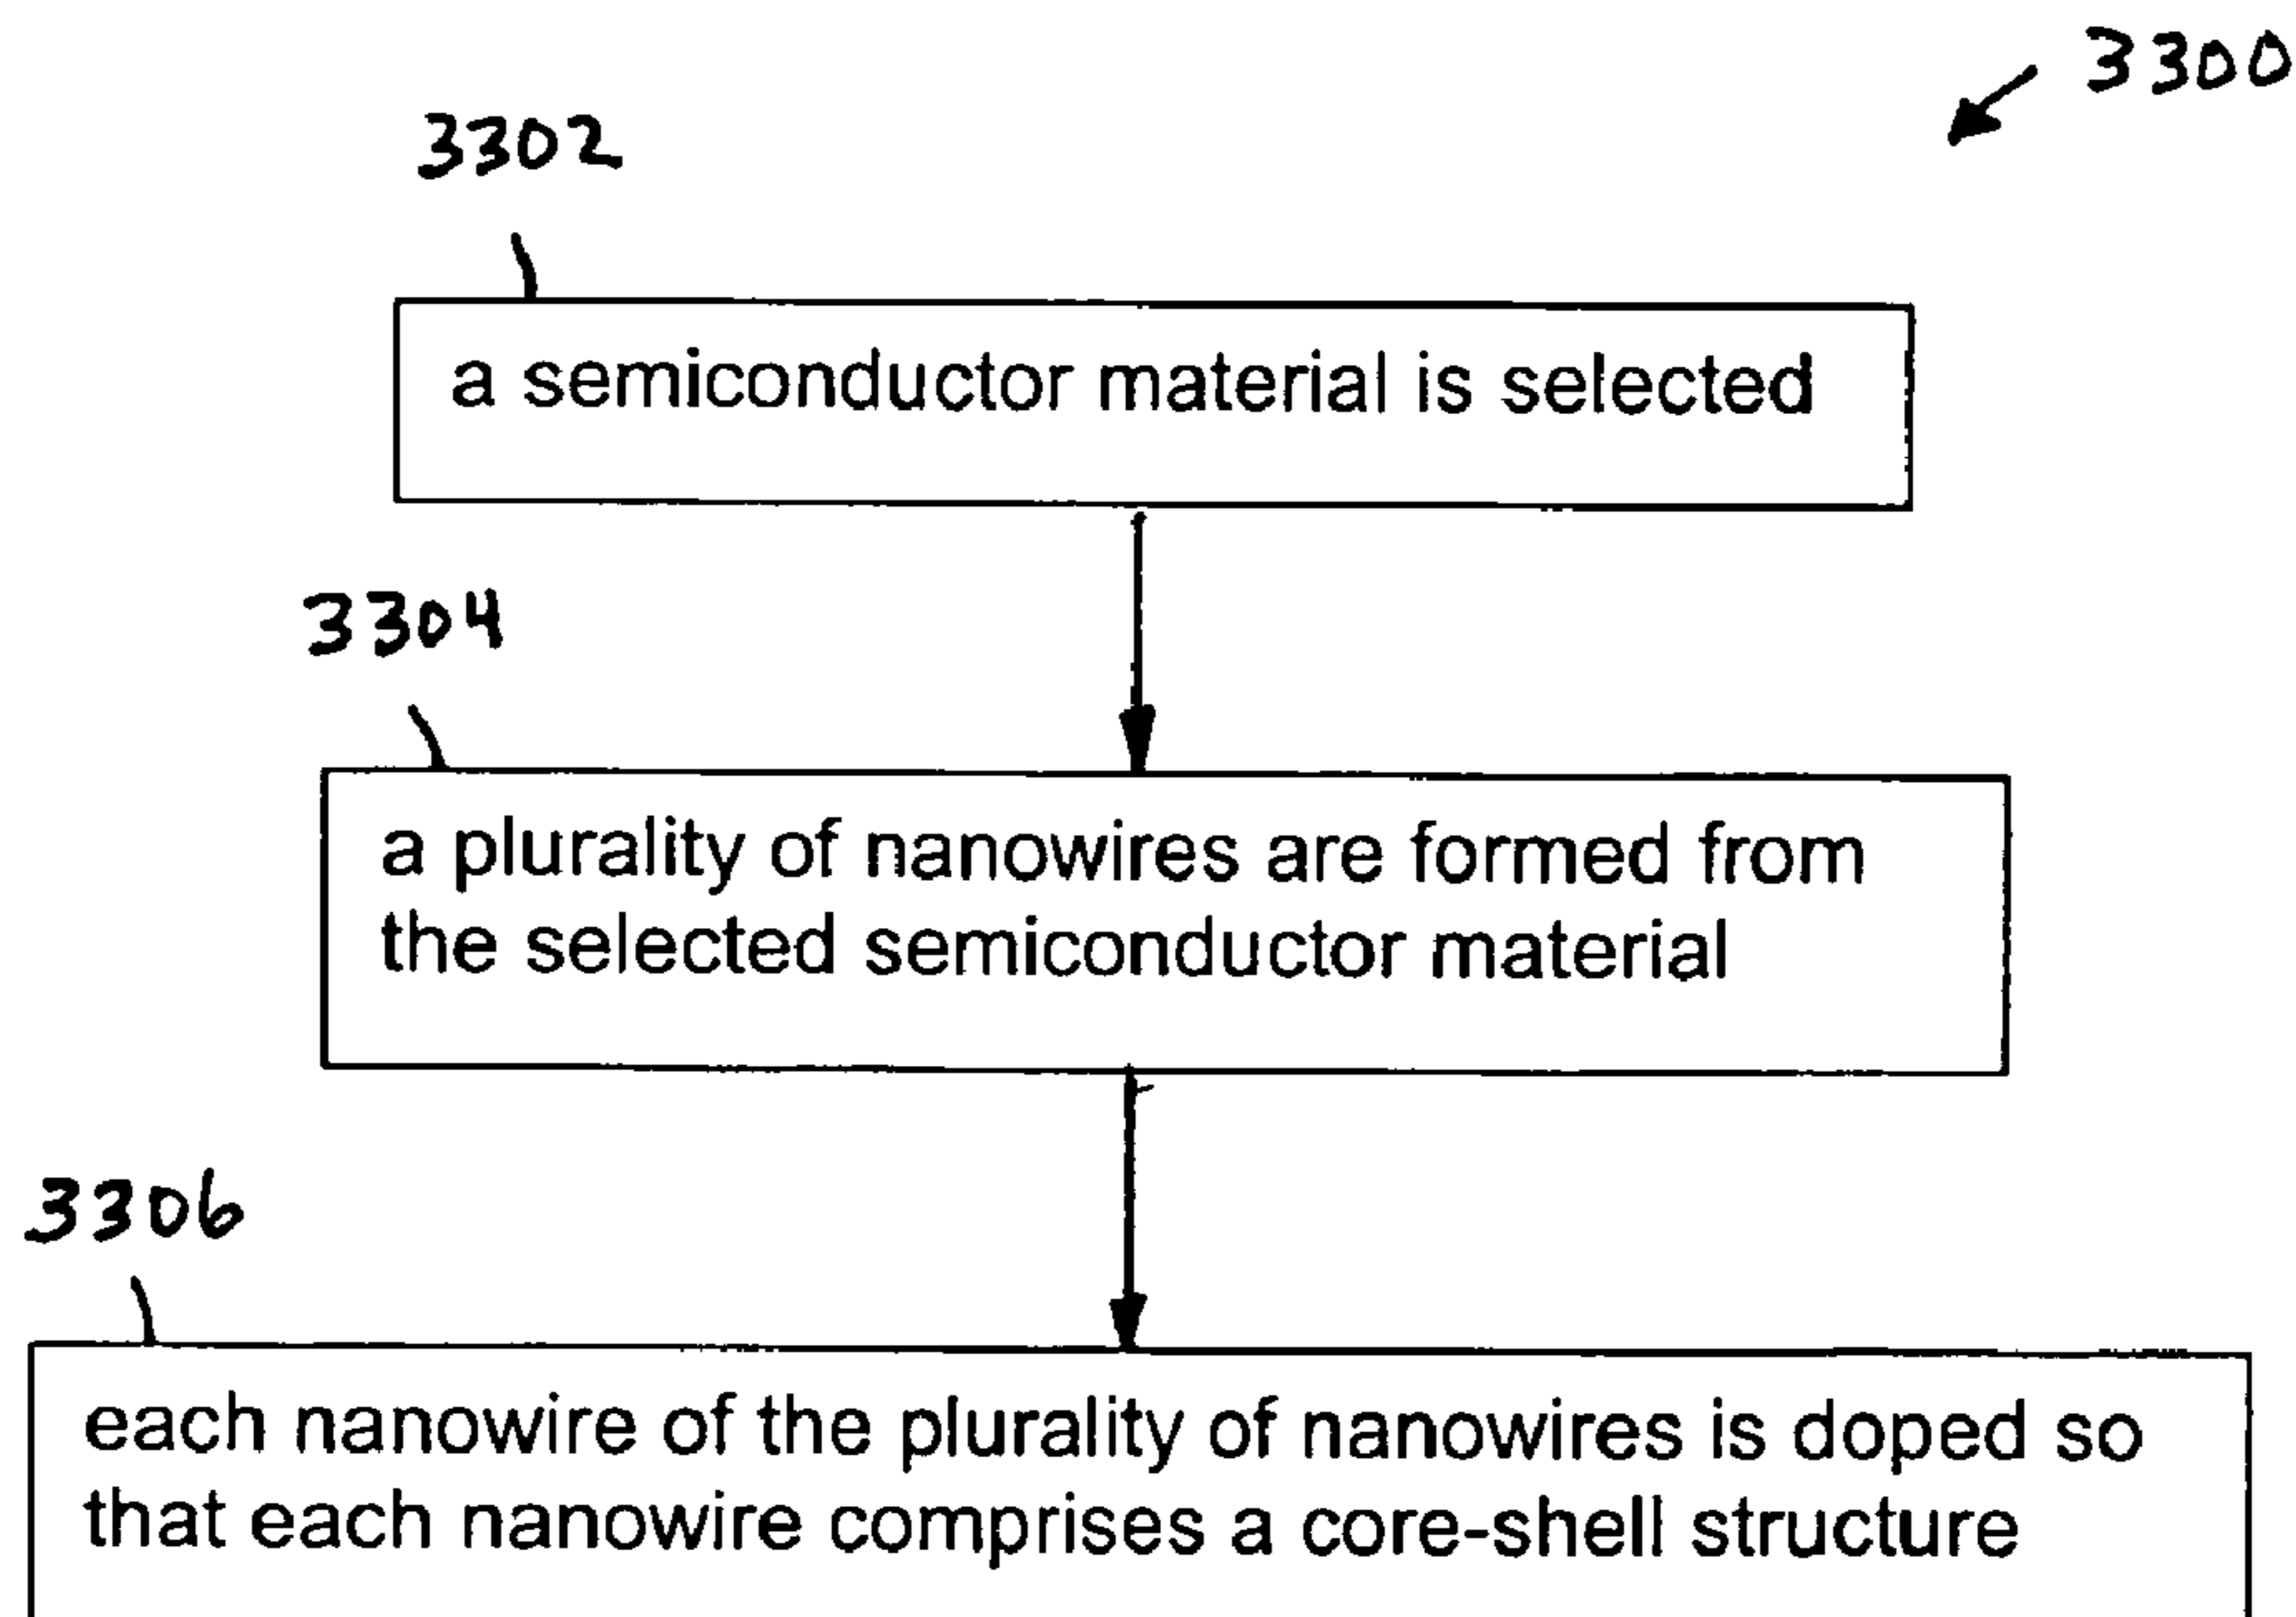 3300
3302
a semiconductor material is selected
3304
a plurality of nanowires are formed from
the selected semiconductor material
3306
each nanowire of the plurality of nanowires is doped so
that each nanowire comprises a core-shell structure